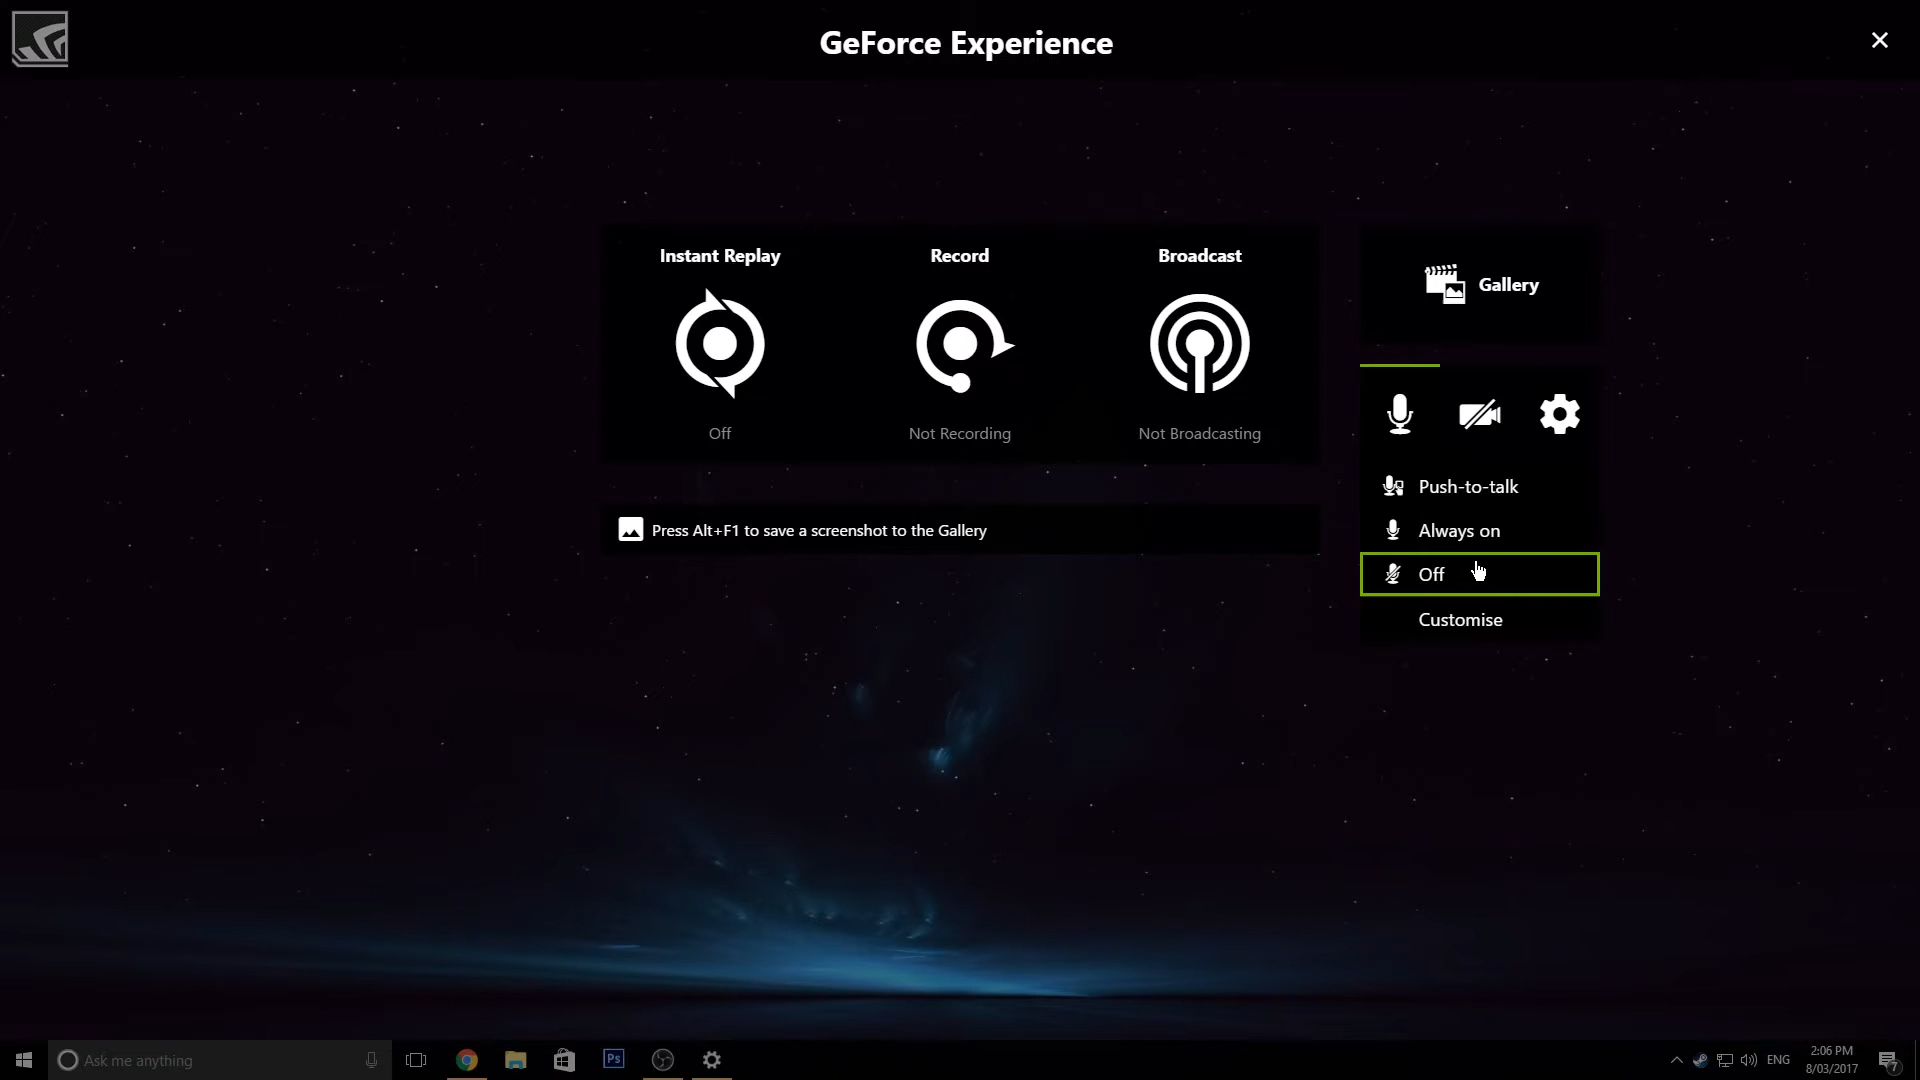 GeForce Experience
Instant Replay
Record
Broadcast
Gallery
Off
Not Recording
Not Broadcasting
Push-to-talk
Always on
Off
Customise
Press Alt+F1 to save a screenshot to the Gallery
Ask me anything
Ps
ENG
2:06 PM
8/03/2017
7